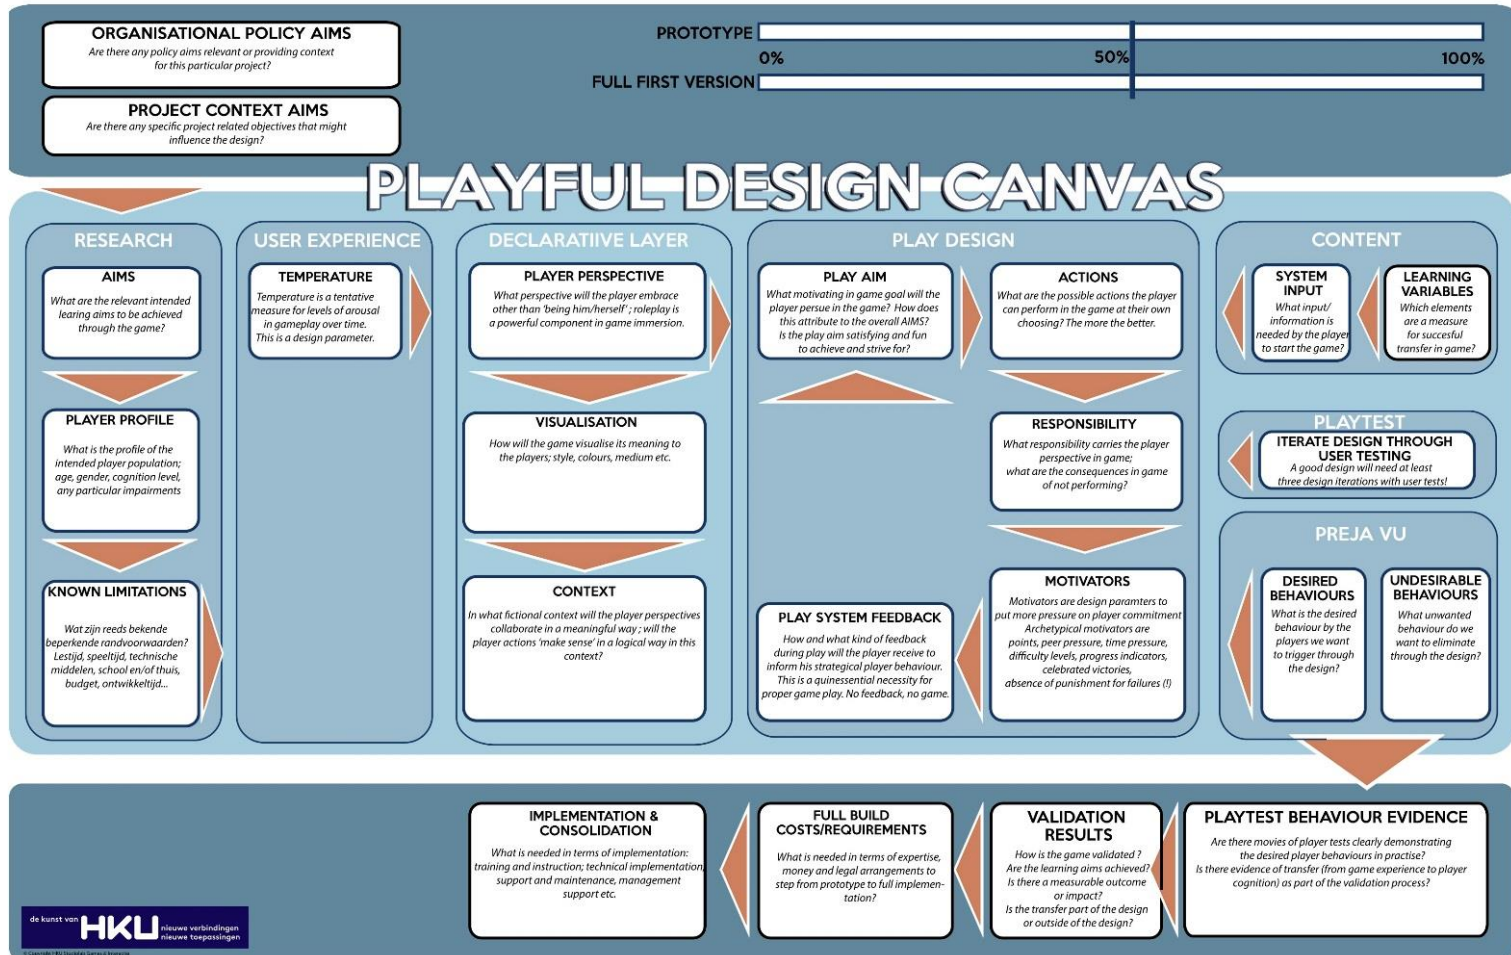 ORGANISATIONAL POLICY AIMS
Are there any policy aims relevant or providing context
for this particular project?
PROJECT CONTEXT AIMS
Are there any specific project related objectives that might
influence the design?
PROTOTYPE
0%
50%
100%
FULL FIRST VERSION
PLAYFUL DESIGN CANVAS
RESEARCH
AIMS
What are the relevant intended
learing aims to be achieved
through the game?
PLAYER PROFILE
What is the profile of the
intended player population;
age, gender, cognition level,
any particular impairments
KNOWN LIMITATIONS
Wat zijn reeds bekende
beperkende randvoorwaarden?
Lestijd, speeltijd, technische
middelen, school en/of thuis,
budget, ontwikkeltijd...
USER EXPERIENCE
TEMPERATURE
Temperature is a tentative
measure for levels of arousal
in gameplay over time.
This is a design parameter.
DECLARATIIVE LAYER
PLAYER PERSPECTIVE
What perspective will the player embrace
other than 'being him/herself' ; roleplay is
a powerful component in game immersion.
VISUALISATION
How will the game visualise its meaning to
the players; style, colours, medium etc.
CONTEXT
In what fictional context will the player perspectives
collaborate in a meaningful way ; will the
player actions 'make sense' in a logical way in this
context?
PLAY DESIGN
PLAY AIM
What motivating in game goal will the
player persue in the game? How does
this attribute to the overall AIMS?
Is the play aim satisfying and fun
to achieve and strive for?
ACTIONS
What are the possible actions the player
can perform in the game at their own
choosing? The more the better.
RESPONSIBILITY
What responsibility carries the player
perspective in game;
what are the consequences in game
of not performing?
MOTIVATORS
Motivators are design paramters to
put more pressure on player commitment
Archetypical motivators are
points, peer pressure, time pressure,
difficulty levels, progress indicators,
celebrated victories,
absence of punishment for failures (!)
PLAY SYSTEM FEEDBACK
How and what kind of feedback
during play will the player receive to
inform his strategical player behaviour.
This is a quinessential necessity for
proper game play. No feedback, no game.
CONTENT
SYSTEM
INPUT
What input/
information is
needed by the player
to start the game?
LEARNING
VARIABLES
Which elements
are a measure
for succesful
transfer in game?
PLAYTEST
ITERATE DESIGN THROUGH
USER TESTING
A good design will need at least
three design iterations with user tests!
PREJA VU
DESIRED
BEHAVIOURS
What is the desired
behaviour by the
players we want
to trigger through
the design?
UNDESIRABLE
BEHAVIOURS
What unwanted
behaviour do we
want to eliminate
through the design?
IMPLEMENTATION &
CONSOLIDATION
What is needed in terms of implementation:
training and instruction; technical implementation,
support and maintenance, management
support etc.
FULL BUILD
COSTS/REQUIREMENTS
What is needed in terms of expertise,
money and legal arrangements to
step from prototype to full implemen-
tation?
VALIDATION
RESULTS
How is the game validated ?
Are the learning aims achieved?
Is there a measurable outcome
or impact?
Is the transfer part of the design
or outside of the design?
PLAYTEST BEHAVIOUR EVIDENCE
Are there movies of player tests clearly demonstrating
the desired player behaviours in practise?
Is there evidence of transfer (from game experience to player
cognition) as part of the validation process?
de kunst van HKU nieuwe verbindingen
nieuwe toepassingen